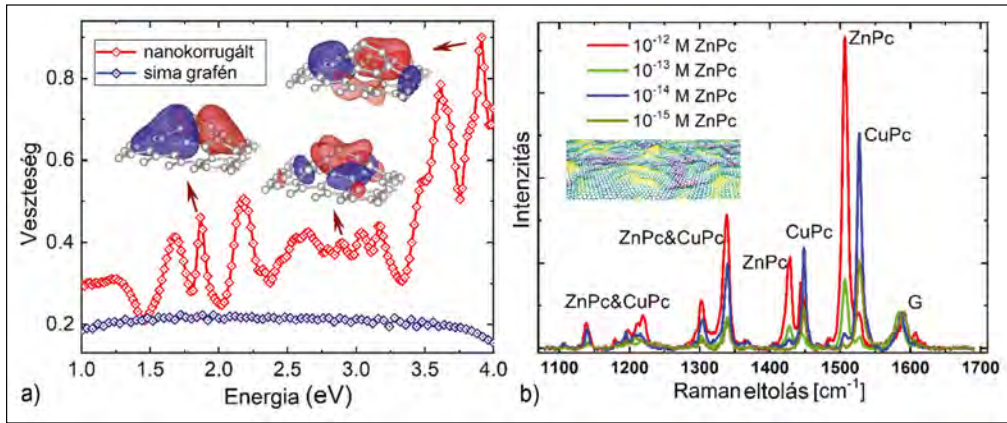 nanokorrugált
sima grafén
0.8
0.6
0.4
0.2
Veszteség
1.0 1.5 2.0 2.5 3.0 3.5 4.0
a)
Energia (eV)
10⁻¹² M ZnPc
10⁻¹³ M ZnPc
10⁻¹⁴ M ZnPc
10⁻¹⁵ M ZnPc
ZnPc
CuPc
ZnPc&CuPc
CuPc
ZnPc
ZnPc&CuPc
G
Intenzitás
1100 1200 1300 1400 1500 1600 1700
b)
Raman eltolás [cm⁻¹]